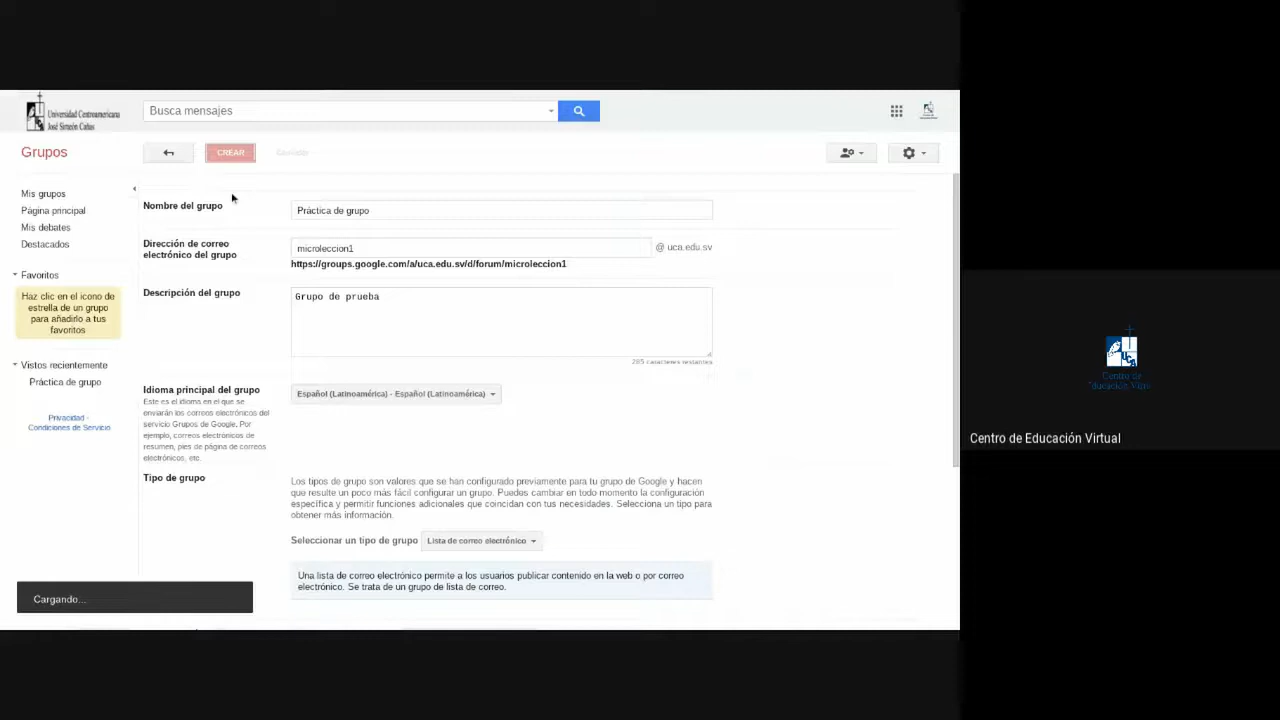 Universidad Centroamericana
José Simeón Cañas
Busca mensajes
Grupos
CREAR
Cancelar
Mis grupos
Página principal
Mis debates
Destacados
Favoritos
Haz clic en el icono de
estrella de un grupo
para añadirlo a tus
favoritos
Vistos recientemente
Práctica de grupo
Privacidad -
Condiciones de Servicio
Nombre del grupo
Práctica de grupo
Dirección de correo
electrónico del grupo
microleccion1
@ uca.edu.sv
https://groups.google.com/a/uca.edu.sv/d/forum/microleccion1
Descripción del grupo
Grupo de prueba
285 caracteres restantes
Idioma principal del grupo
Este es el idioma en el que se
enviarán los correos electrónicos del
servicio Grupos de Google. Por
ejemplo, correos electrónicos de
resumen, pies de página de correos
electrónicos, etc.
Español (Latinoamérica) - Español (Latinoamérica)
Tipo de grupo
Los tipos de grupo son valores que se han configurado previamente para tu grupo de Google y hacen
que resulte un poco más fácil configurar un grupo. Puedes cambiar en todo momento la configuración
específica y permitir funciones adicionales que coincidan con tus necesidades. Selecciona un tipo para
obtener más información.
Seleccionar un tipo de grupo
Lista de correo electrónico
Una lista de correo electrónico permite a los usuarios publicar contenido en la web o por correo
electrónico. Se trata de un grupo de lista de correo.
Cargando...
UCA
Centro de
Educación Virtual
Centro de Educación Virtual